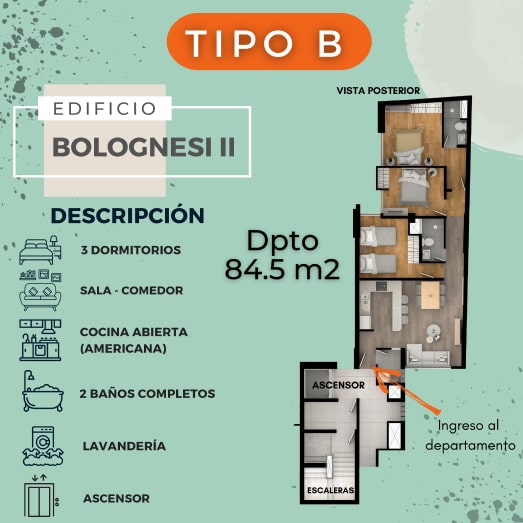 TIPO B
VISTA POSTERIOR
EDIFICIO
BOLOGNESI II
DESCRIPCIÓN
3 DORMITORIOS
SALA - COMEDOR
COCINA ABIERTA
(AMERICANA)
2 BAÑOS COMPLETOS
LAVANDERÍA
ASCENSOR
Dpto
84.5 m2
ASCENSOR
Ingreso al
departamento
ESCALERAS